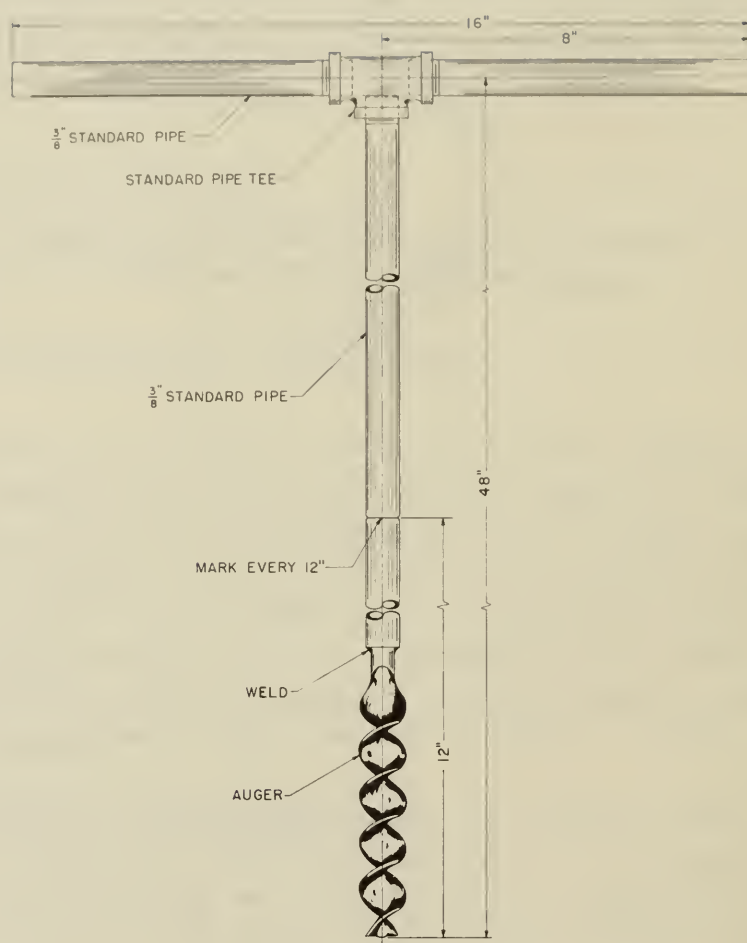 16"
8"
3/8" STANDARD PIPE
STANDARD PIPE TEE
3/8" STANDARD PIPE
48"
MARK EVERY 12"
WELD
12"
AUGER